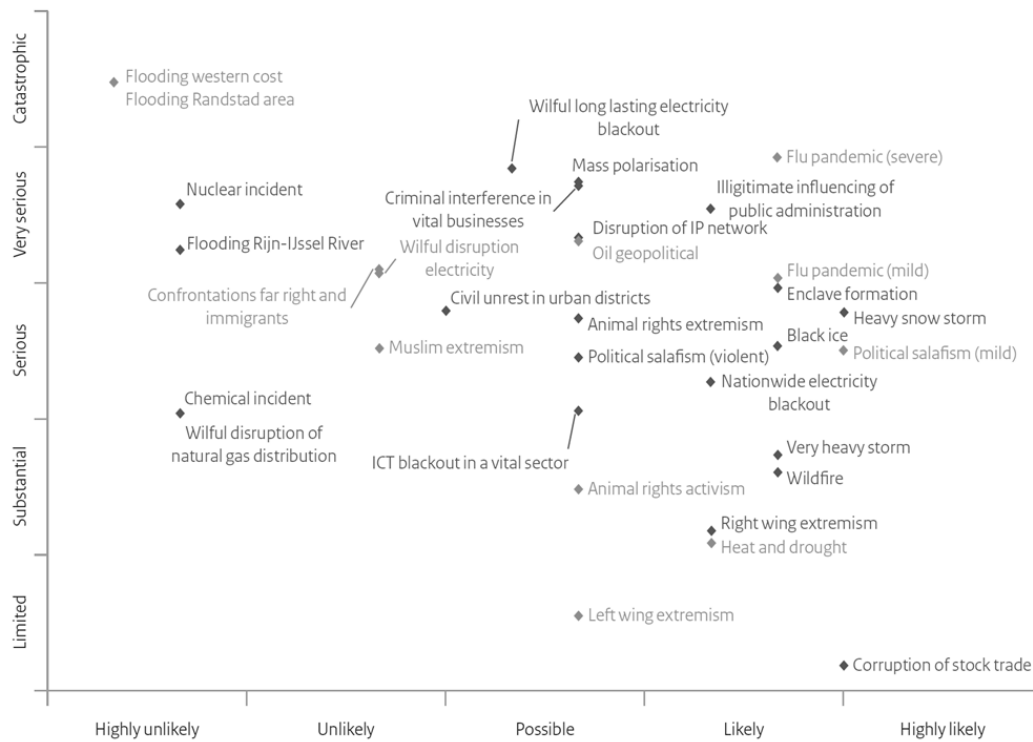 Catastrophic
Very serious
Serious
Substantial
Limited
Flooding western cost
Flooding Randstad area
Wilful long lasting electricity
blackout
Mass polarisation
Flu pandemic (severe)
Nuclear incident
Criminal interference in
vital businesses
Illigitimate influencing of
public administration
Flooding Rijn-IJssel River
Wilful disruption
electricity
Disruption of IP network
Oil geopolitical
Confrontations far right and
immigrants
Flu pandemic (mild)
Enclave formation
Civil unrest in urban districts
Animal rights extremism
Heavy snow storm
Black ice
Muslim extremism
Political salafism (violent)
Political salafism (mild)
Nationwide electricity
blackout
Chemical incident
Wilful disruption of
natural gas distribution
ICT blackout in a vital sector
Very heavy storm
Wildfire
Animal rights activism
Right wing extremism
Heat and drought
Left wing extremism
Corruption of stock trade
Highly unlikely
Unlikely
Possible
Likely
Highly likely